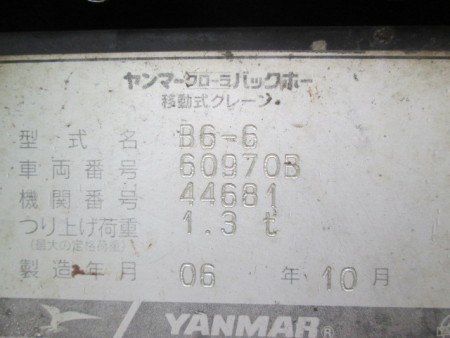 ヤンマークローラバックホー
移動式クレーン
型式名 B6-6
車両番号 60970B
機関番号 44681
つり上げ荷重 1.3 t
(最大の定格荷重)
製造年月 06 年 10 月
YANMAR®